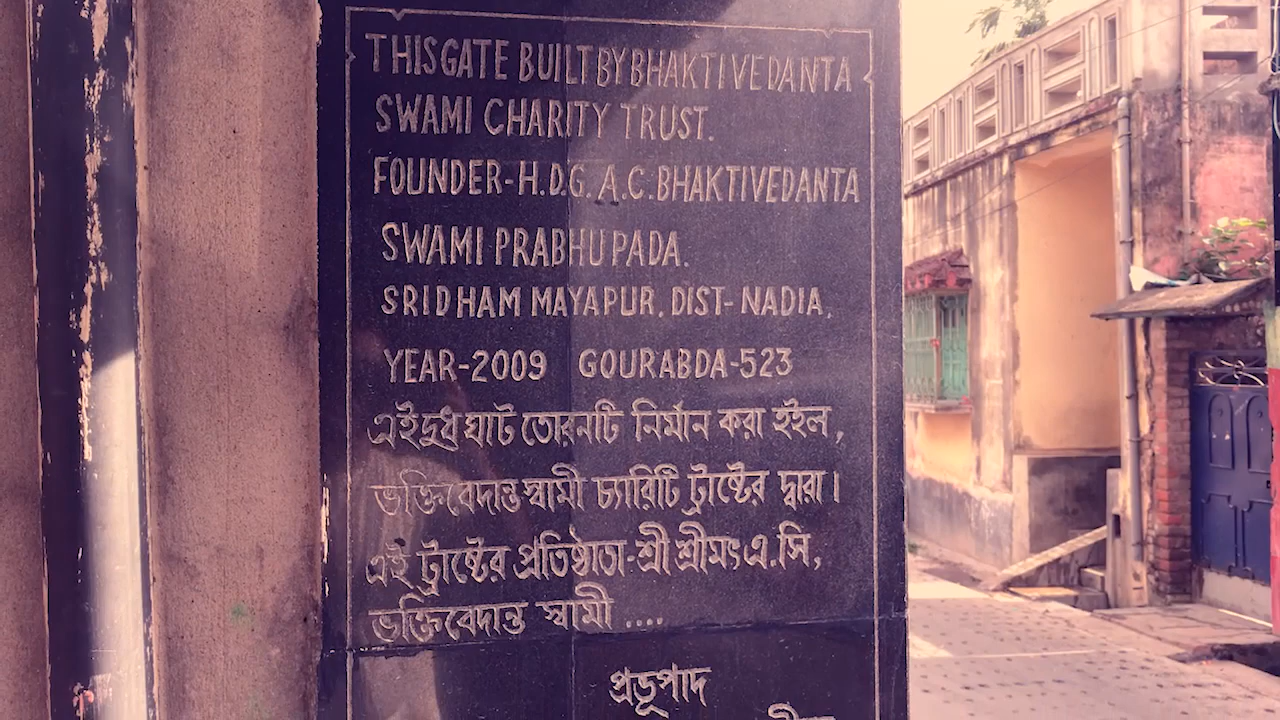 THIS GATE BUILT BY BHAKTIVEDANTA
SWAMI CHARITY TRUST.
FOUNDER-H.D.G. A.C. BHAKTIVEDANTA
SWAMI PRABHUPADA.
SRIDHAM MAYAPUR. DIST-NADIA.
YEAR-2009 GOURABDA-523
এই দুধ ঘাট তোরনটি নির্মান করা হইল,
ভক্তিবেদান্ত স্বামী চ্যারিটি ট্রাষ্টের দ্বারা।
এই ট্রাষ্টের প্রতিষ্ঠাতা-শ্রী শ্রীমৎ এ.সি,
ভক্তিবেদান্ত স্বামী ....
প্রভূপাদ